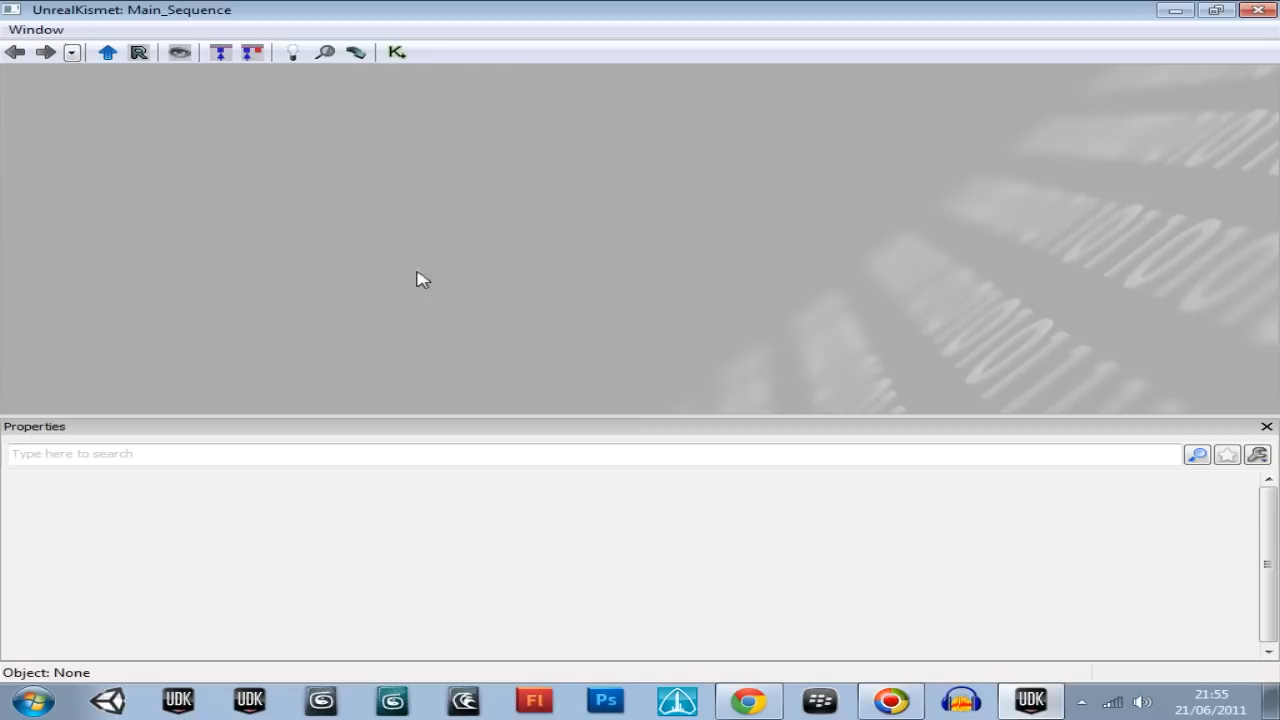 UnrealKismet: Main_Sequence
Window
R
K
Properties
Type here to search
Object: None
UDK
UDK
Fl
Ps
UDK
21:55
21/06/2011